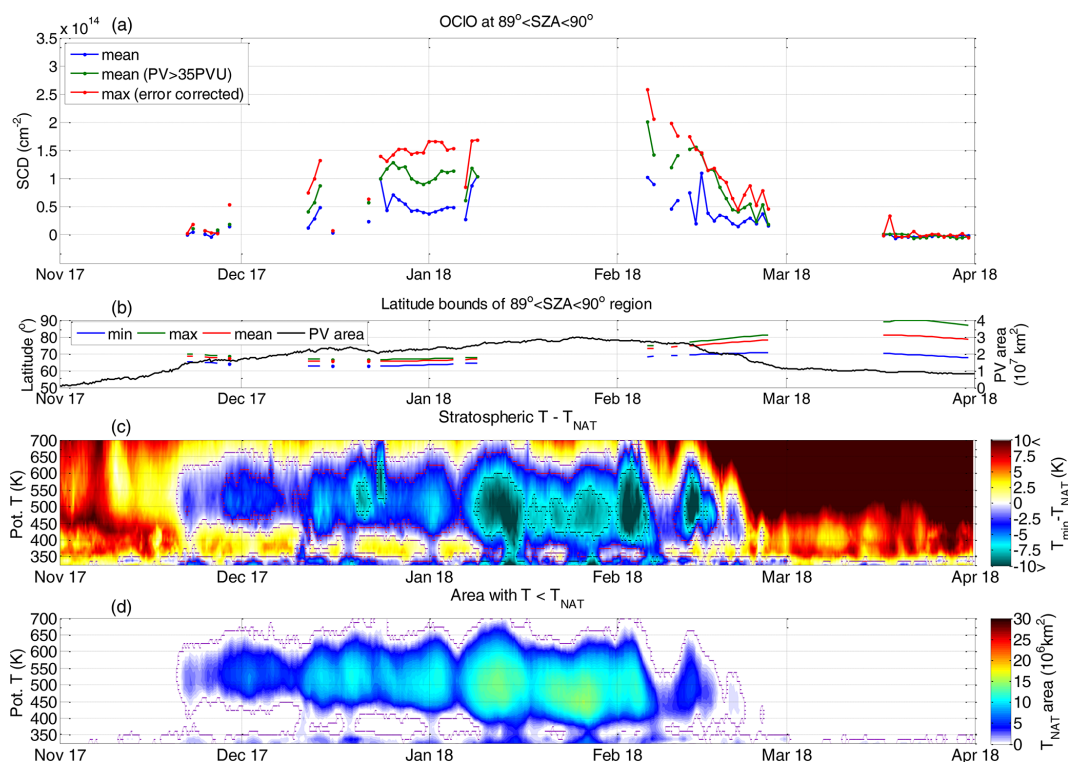 (a) OClO at 89°<SZA<90°
x 10^14
3.5
3
2.5
2
1.5
1
0.5
0
SCD (cm^-2)
mean
mean (PV>35PVU)
max (error corrected)
Nov 17 Dec 17 Jan 18 Feb 18 Mar 18 Apr 18
(b) Latitude bounds of 89°<SZA<90° region
90
80
70
60
50
Latitude (°)
min max mean PV area
4
3
2
1
0
PV area
(10^7 km^2)
Nov 17 Dec 17 Jan 18 Feb 18 Mar 18 Apr 18
(c) Stratospheric T - T_NAT
700
650
600
550
500
450
400
350
Pot. T (K)
10<
7.5
5
2.5
0
-2.5
-5
-7.5
-10>
T_min-T_NAT (K)
Nov 17 Dec 17 Jan 18 Feb 18 Mar 18 Apr 18
(d) Area with T < T_NAT
700
650
600
550
500
450
400
350
Pot. T (K)
30
25
20
15
10
5
0
T_NAT area (10^6km^2)
Nov 17 Dec 17 Jan 18 Feb 18 Mar 18 Apr 18